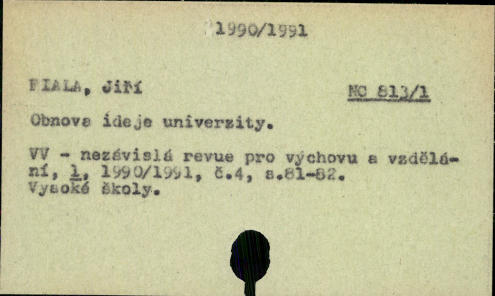 1990/1991
FIALA, Jiří
NC 813/1
Obnova ideje univerzity.
VV - nezávislá revue pro výchovu a vzdělá-
ní, 1, 1990/1991, č.4, s.81-82.
Vysoké školy.